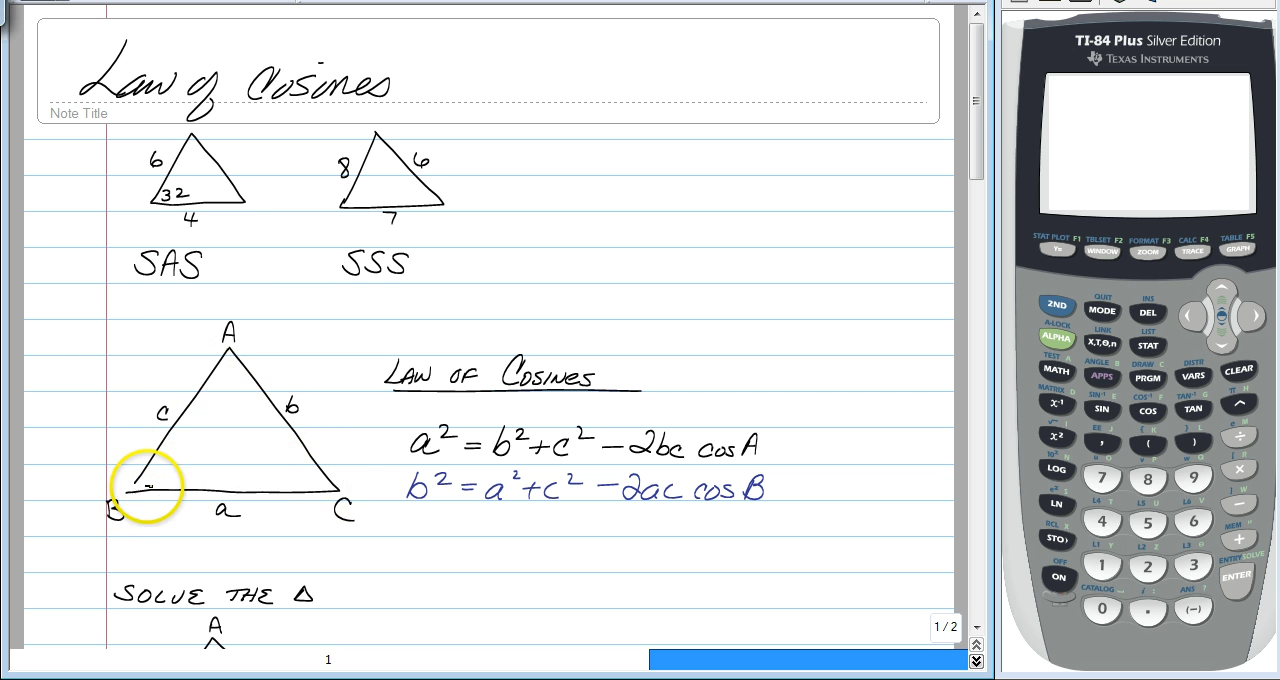 Law of Cosines
Note Title
6
32
4
8
6
7
SAS
SSS
A
c
b
B
a
C
LAW OF COSINES
a² = b² + c² - 2bc cos A
b² = a² + c² - 2ac cos B
SOLVE THE Δ
A
1 / 2
1
TI-84 Plus Silver Edition
TEXAS INSTRUMENTS
STAT PLOT F1 TBLSET F2 FORMAT F3 CALC F4 TABLE F5
Y= WINDOW ZOOM TRACE GRAPH
QUIT INS
2ND MODE DEL
A-LOCK LINK LIST
ALPHA X,T,Θ,n STAT
TEST A ANGLE B DRAW C DISTR
MATH APPS PRGM VARS CLEAR
MATRIX D SIN⁻¹ E COS⁻¹ F TAN⁻¹ G π H
x⁻¹ SIN COS TAN ^
√ I EE J { K } L e M
x² , ( ) ÷
10ˣ N u O v P w Q [ R
LOG 7 8 9 ×
eˣ S L4 T L5 U L6 V ] W
LN 4 5 6 −
RCL X L1 Y L2 Z L3 θ MEM "
STO 1 2 3 +
OFF CATALOG i : ANS ? ENTRY SOLVE
ON 0 . (−) ENTER